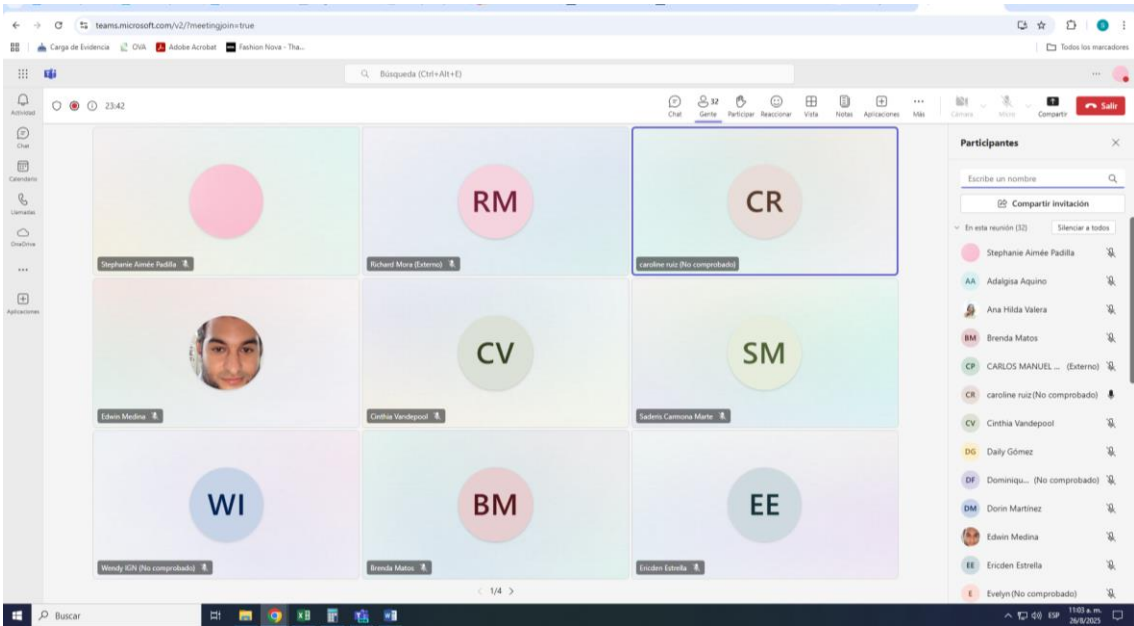 teams.microsoft.com/v2/?meetingjoin=true
Carga de Evidencia OVA Adobe Acrobat Fashion Nova - Tha... Todos los marcadores
Búsqueda (Ctrl+Alt+E)
23:42
32
Chat Gente Participar Reaccionar Vista Notas Aplicaciones Más Cámara Micro Compartir Salir
Actividad
Chat
Calendario
Llamadas
OneDrive
Aplicaciones
RM
CR
Stephanie Aimée Padilla
Richard Mora (Externo)
caroline ruiz (No comprobado)
CV
SM
Edwin Medina
Cinthia Vandepool
Saderis Carmona Marte
WI
BM
EE
Wendy IGN (No comprobado)
Brenda Matos
Ericden Estrella
1/4
Participantes
Escribe un nombre
Compartir invitación
En esta reunión (32) Silenciar a todos
Stephanie Aimée Padilla
AA Adalgisa Aquino
Ana Hilda Valera
BM Brenda Matos
CP CARLOS MANUEL ... (Externo)
CR caroline ruiz (No comprobado)
CV Cinthia Vandepool
DG Daily Gómez
DF Dominiqu... (No comprobado)
DM Dorin Martínez
Edwin Medina
EE Ericden Estrella
E Evelyn (No comprobado)
Buscar
ESP
11:03 a. m.
26/8/2025